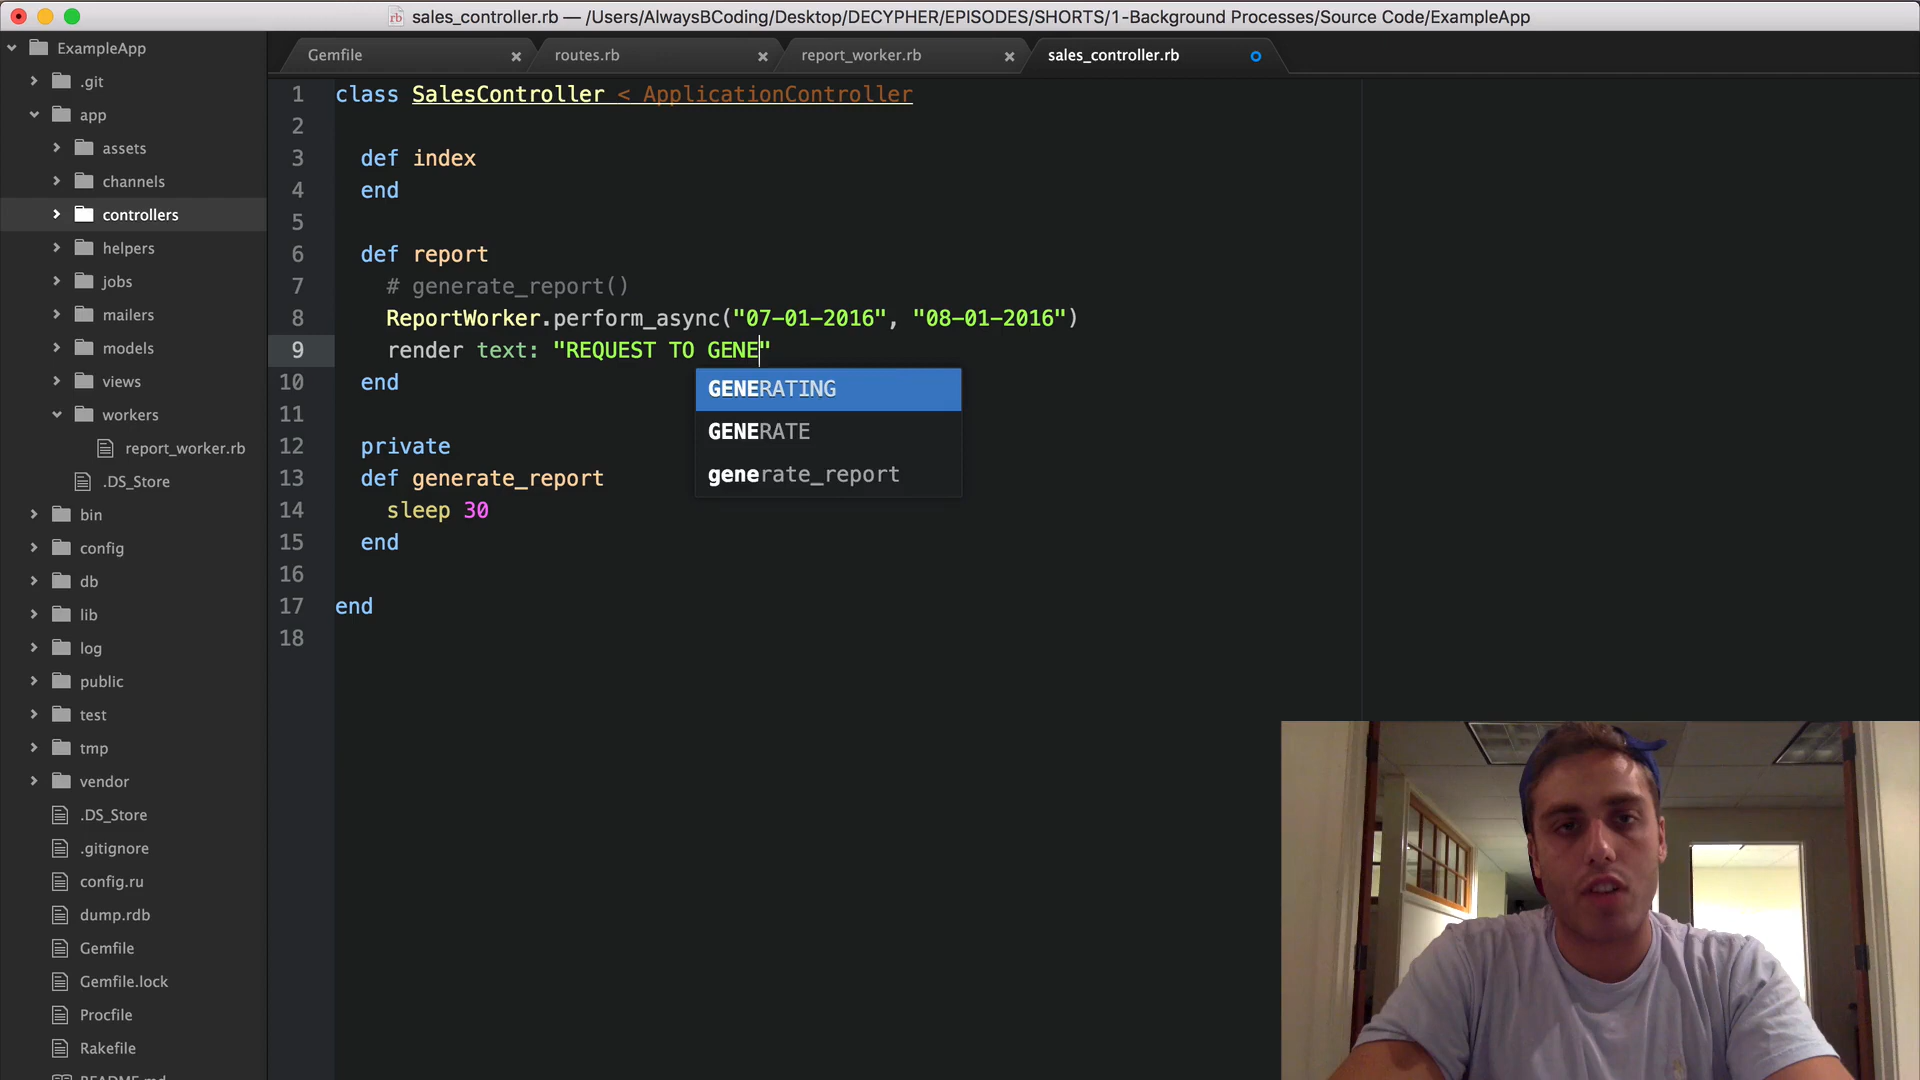 sales_controller.rb — /Users/AlwaysBCoding/Desktop/DECYPHER/EPISODES/SHORTS/1-Background Processes/Source Code/ExampleApp
ExampleApp
.git
app
assets
channels
controllers
helpers
jobs
mailers
models
views
workers
report_worker.rb
.DS_Store
bin
config
db
lib
log
public
test
tmp
vendor
.DS_Store
.gitignore
config.ru
dump.rdb
Gemfile
Gemfile.lock
Procfile
Rakefile
README.md
Gemfile
routes.rb
report_worker.rb
sales_controller.rb
1 class SalesController < ApplicationController
2
3 def index
4 end
5
6 def report
7 # generate_report()
8 ReportWorker.perform_async("07-01-2016", "08-01-2016")
9 render text: "REQUEST TO GENE"
10 end
11
12 private
13 def generate_report
14 sleep 30
15 end
16
17 end
18
GENERATING
GENERATE
generate_report